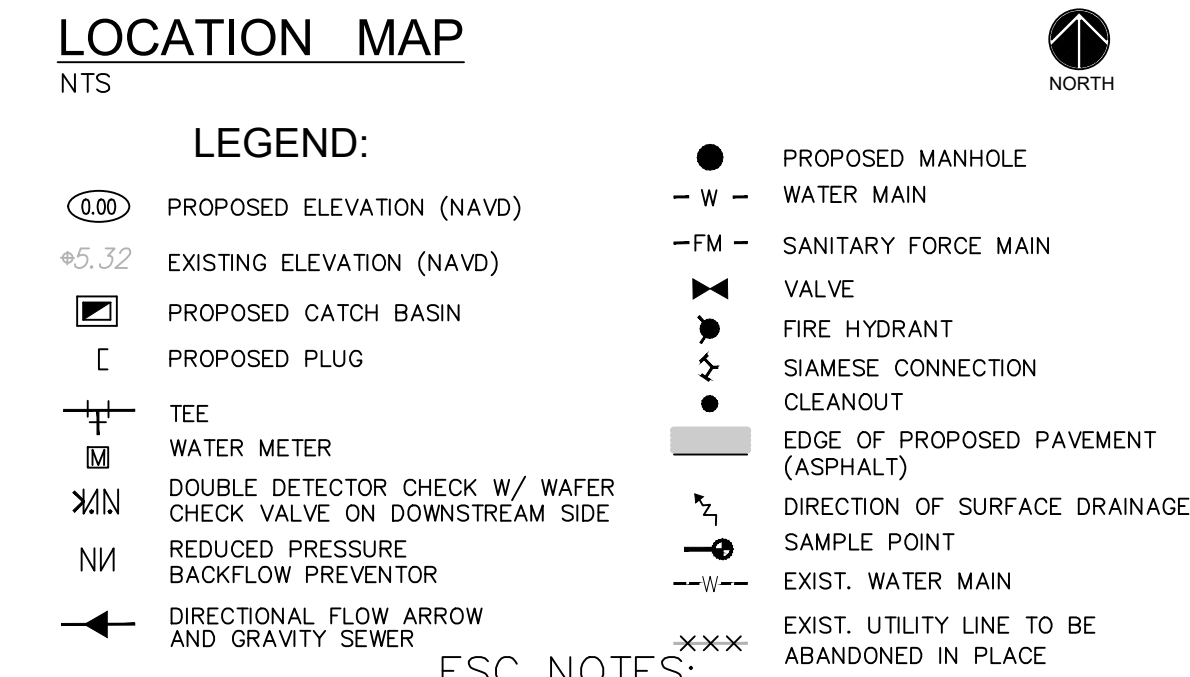 LOCATION MAP
NTS
NORTH
LEGEND:
0.00 PROPOSED ELEVATION (NAVD)
5.32 EXISTING ELEVATION (NAVD)
PROPOSED CATCH BASIN
PROPOSED PLUG
TEE
M WATER METER
DOUBLE DETECTOR CHECK W/ WAFER
CHECK VALVE ON DOWNSTREAM SIDE
REDUCED PRESSURE
BACKFLOW PREVENTOR
DIRECTIONAL FLOW ARROW
AND GRAVITY SEWER
PROPOSED MANHOLE
W WATER MAIN
FM SANITARY FORCE MAIN
VALVE
FIRE HYDRANT
SIAMESE CONNECTION
CLEANOUT
EDGE OF PROPOSED PAVEMENT
(ASPHALT)
DIRECTION OF SURFACE DRAINAGE
SAMPLE POINT
W EXIST. WATER MAIN
EXIST. UTILITY LINE TO BE
ABANDONED IN PLACE
ESC NOTES: